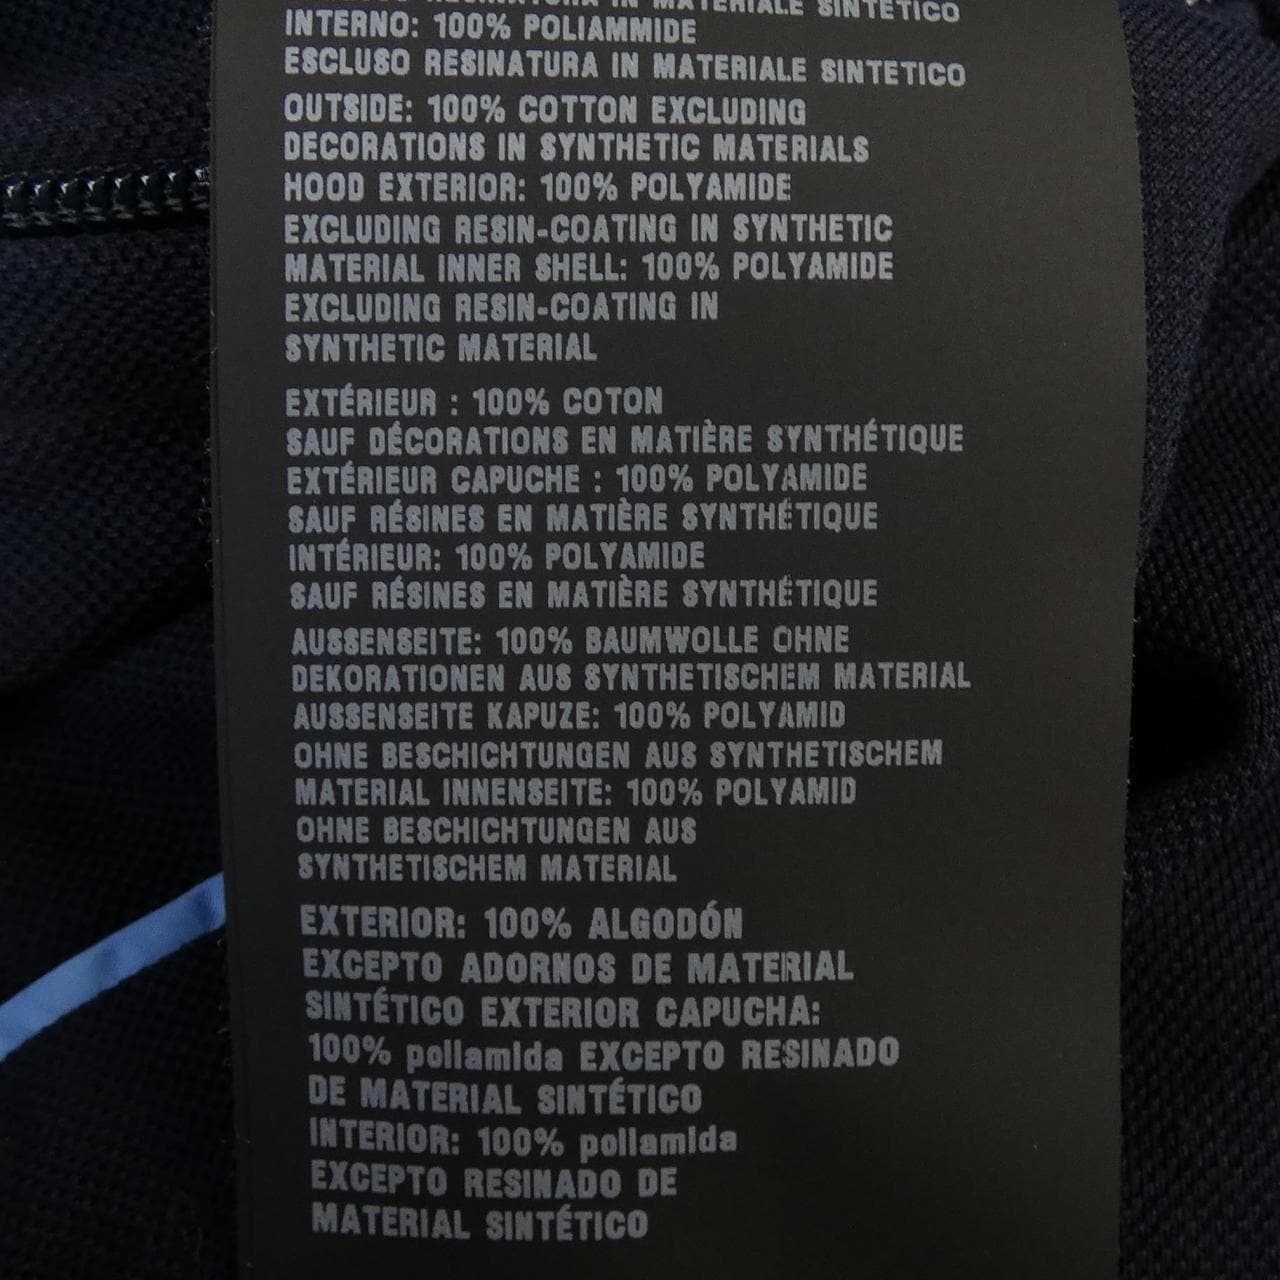 RESINATURA IN MATERIALE SINTETICO
INTERNO: 100% POLIAMMIDE
ESCLUSO RESINATURA IN MATERIALE SINTETICO
OUTSIDE: 100% COTTON EXCLUDING
DECORATIONS IN SYNTHETIC MATERIALS
HOOD EXTERIOR: 100% POLYAMIDE
EXCLUDING RESIN-COATING IN SYNTHETIC
MATERIAL INNER SHELL: 100% POLYAMIDE
EXCLUDING RESIN-COATING IN
SYNTHETIC MATERIAL
EXTÉRIEUR : 100% COTON
SAUF DÉCORATIONS EN MATIÈRE SYNTHÉTIQUE
EXTÉRIEUR CAPUCHE : 100% POLYAMIDE
SAUF RÉSINES EN MATIÈRE SYNTHÉTIQUE
INTÉRIEUR: 100% POLYAMIDE
SAUF RÉSINES EN MATIÈRE SYNTHÉTIQUE
AUSSENSEITE: 100% BAUMWOLLE OHNE
DEKORATIONEN AUS SYNTHETISCHEM MATERIAL
AUSSENSEITE KAPUZE: 100% POLYAMID
OHNE BESCHICHTUNGEN AUS SYNTHETISCHEM
MATERIAL INNENSEITE: 100% POLYAMID
OHNE BESCHICHTUNGEN AUS
SYNTHETISCHEM MATERIAL
EXTERIOR: 100% ALGODÓN
EXCEPTO ADORNOS DE MATERIAL
SINTÉTICO EXTERIOR CAPUCHA:
100% poliamida EXCEPTO RESINADO
DE MATERIAL SINTÉTICO
INTERIOR: 100% poliamida
EXCEPTO RESINADO DE
MATERIAL SINTÉTICO